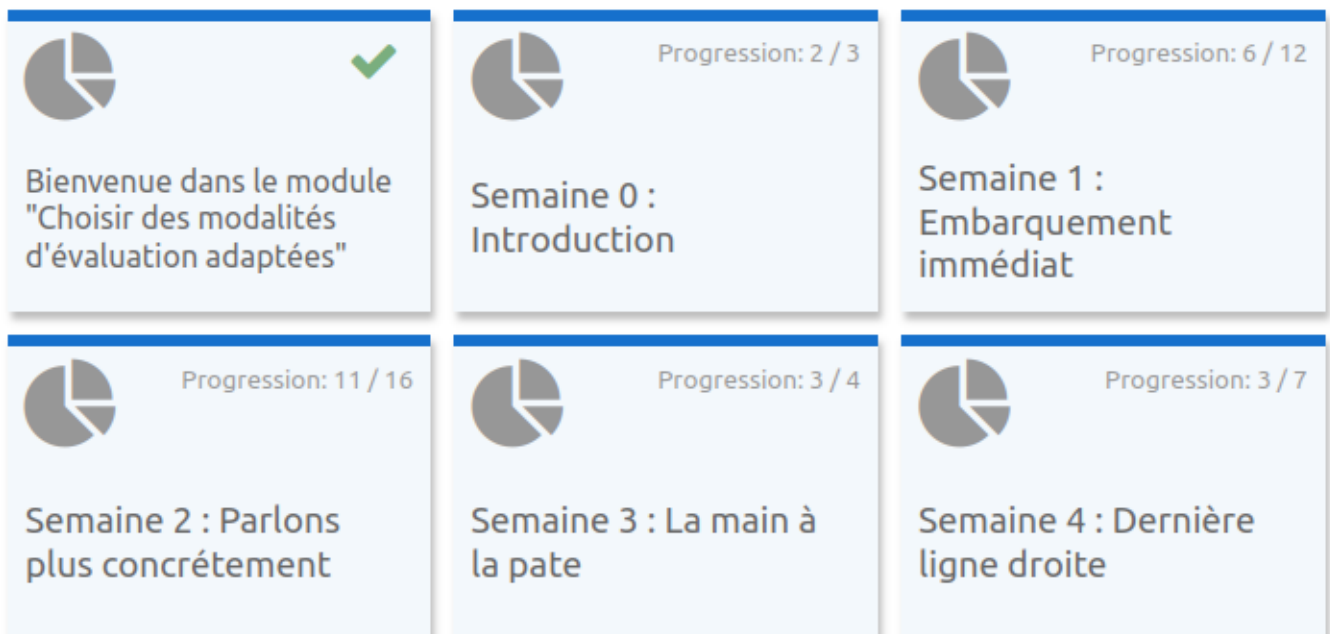 Bienvenue dans le module
"Choisir des modalités
d'évaluation adaptées"
Progression: 2 / 3
Semaine 0 :
Introduction
Progression: 6 / 12
Semaine 1 :
Embarquement
immédiat
Progression: 11 / 16
Semaine 2 : Parlons
plus concrétement
Progression: 3 / 4
Semaine 3 : La main à
la pate
Progression: 3 / 7
Semaine 4 : Dernière
ligne droite